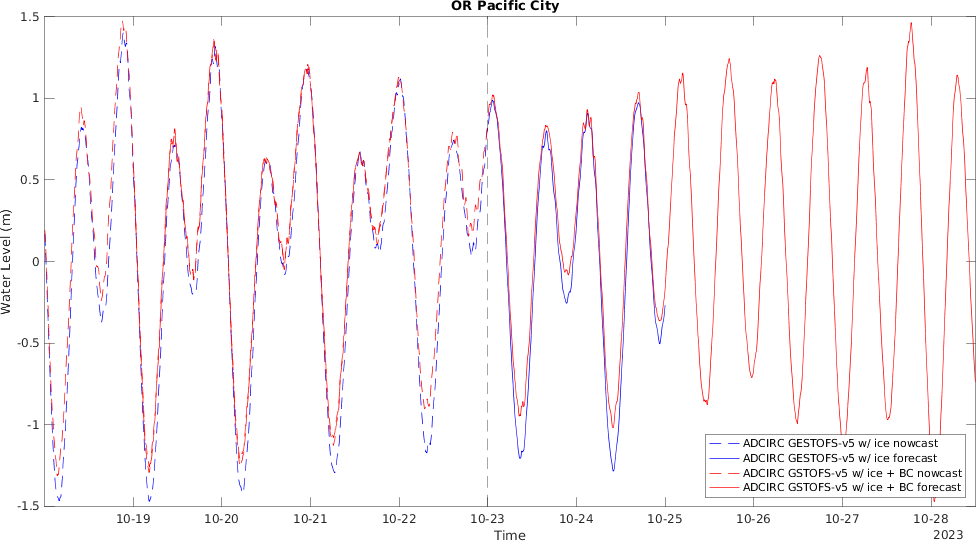 OR Pacific City
1.5
1
0.5
0
-0.5
-1
-1.5
Water Level (m)
10-19 10-20 10-21 10-22 10-23 10-24 10-25 10-26 10-27 10-28
Time
2023
ADCIRC GESTOFS-v5 w/ ice nowcast
ADCIRC GESTOFS-v5 w/ ice forecast
ADCIRC GSTOFS-v5 w/ ice + BC nowcast
ADCIRC GSTOFS-v5 w/ ice + BC forecast